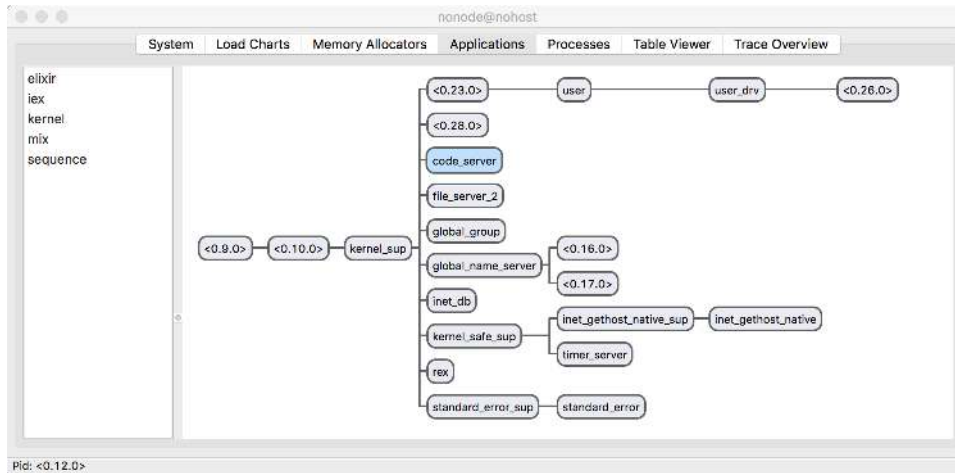 nonode@nohost
System Load Charts Memory Allocators Applications Processes Table Viewer Trace Overview
elixir
iex
kernel
mix
sequence
<0.23.0> user user_drv <0.26.0>
<0.28.0>
code_server
file_server_2
global_group
<0.9.0> <0.10.0> kernel_sup <0.16.0>
global_name_server
<0.17.0>
inet_db
inet_gethost_native_sup inet_gethost_native
kernel_safe_sup
timer_server
rex
standard_error_sup standard_error
Pid: <0.12.0>